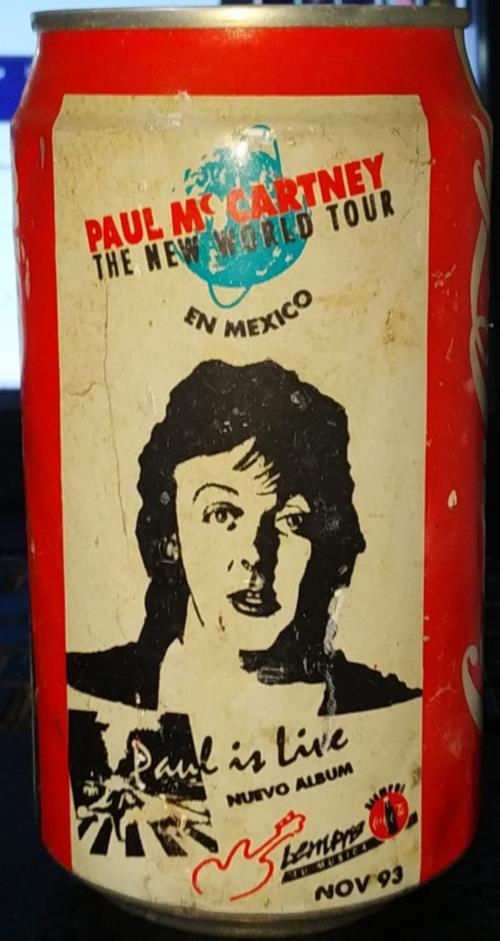 PAUL McCARTNEY
THE NEW WORLD TOUR
EN MEXICO
Paul is Live
NUEVO ALBUM
TU MUSICA
NOV 93